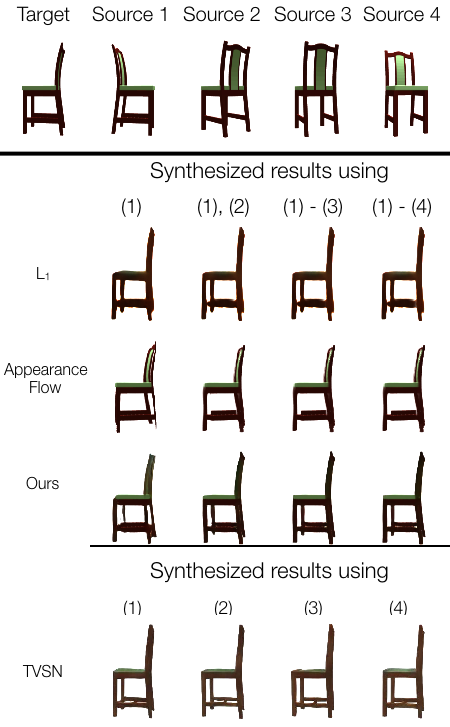 Target Source 1 Source 2 Source 3 Source 4
Synthesized results using
(1) (1), (2) (1) - (3) (1) - (4)
L₁
Appearance
Flow
Ours
Synthesized results using
(1) (2) (3) (4)
TVSN